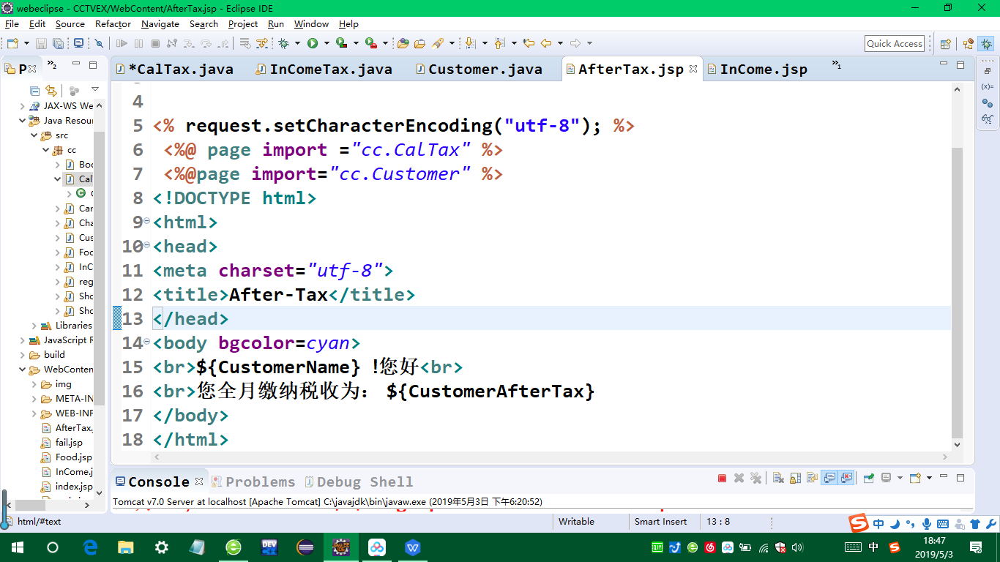 webeclipse - CCTVEX/WebContent/AfterTax.jsp - Eclipse IDE
File Edit Source Refactor Navigate Search Project Run Window Help
Quick Access
P
»2
*CalTax.java
InComeTax.java
Customer.java
AfterTax.jsp
InCome.jsp
»1
JAX-WS We
Java Resou
src
cc
Boo
Cal
Car
Cha
Cus
Foo
InC
reg
Sho
Sho
Libraries
JavaScript R
build
WebConten
img
META-IN
WEB-INF
AfterTax.
fail.jsp
Food.jsp
InCome.j
index.jsp
4
5 <% request.setCharacterEncoding("utf-8"); %>
6 <%@ page import ="cc.CalTax" %>
7 <%@page import="cc.Customer" %>
8 <!DOCTYPE html>
9 <html>
10 <head>
11 <meta charset="utf-8">
12 <title>After-Tax</title>
13 </head>
14 <body bgcolor=cyan>
15 <br>${CustomerName} !您好<br>
16 <br>您全月缴纳税收为: ${CustomerAfterTax}
17 </body>
18 </html>
(x)=
Console Problems Debug Shell
Tomcat v7.0 Server at localhost [Apache Tomcat] C:\javajdk\bin\javaw.exe (2019年5月3日 下午6:20:52)
html/#text Writable Smart Insert 13 : 8
中
DEV
中
18:47
2019/5/3